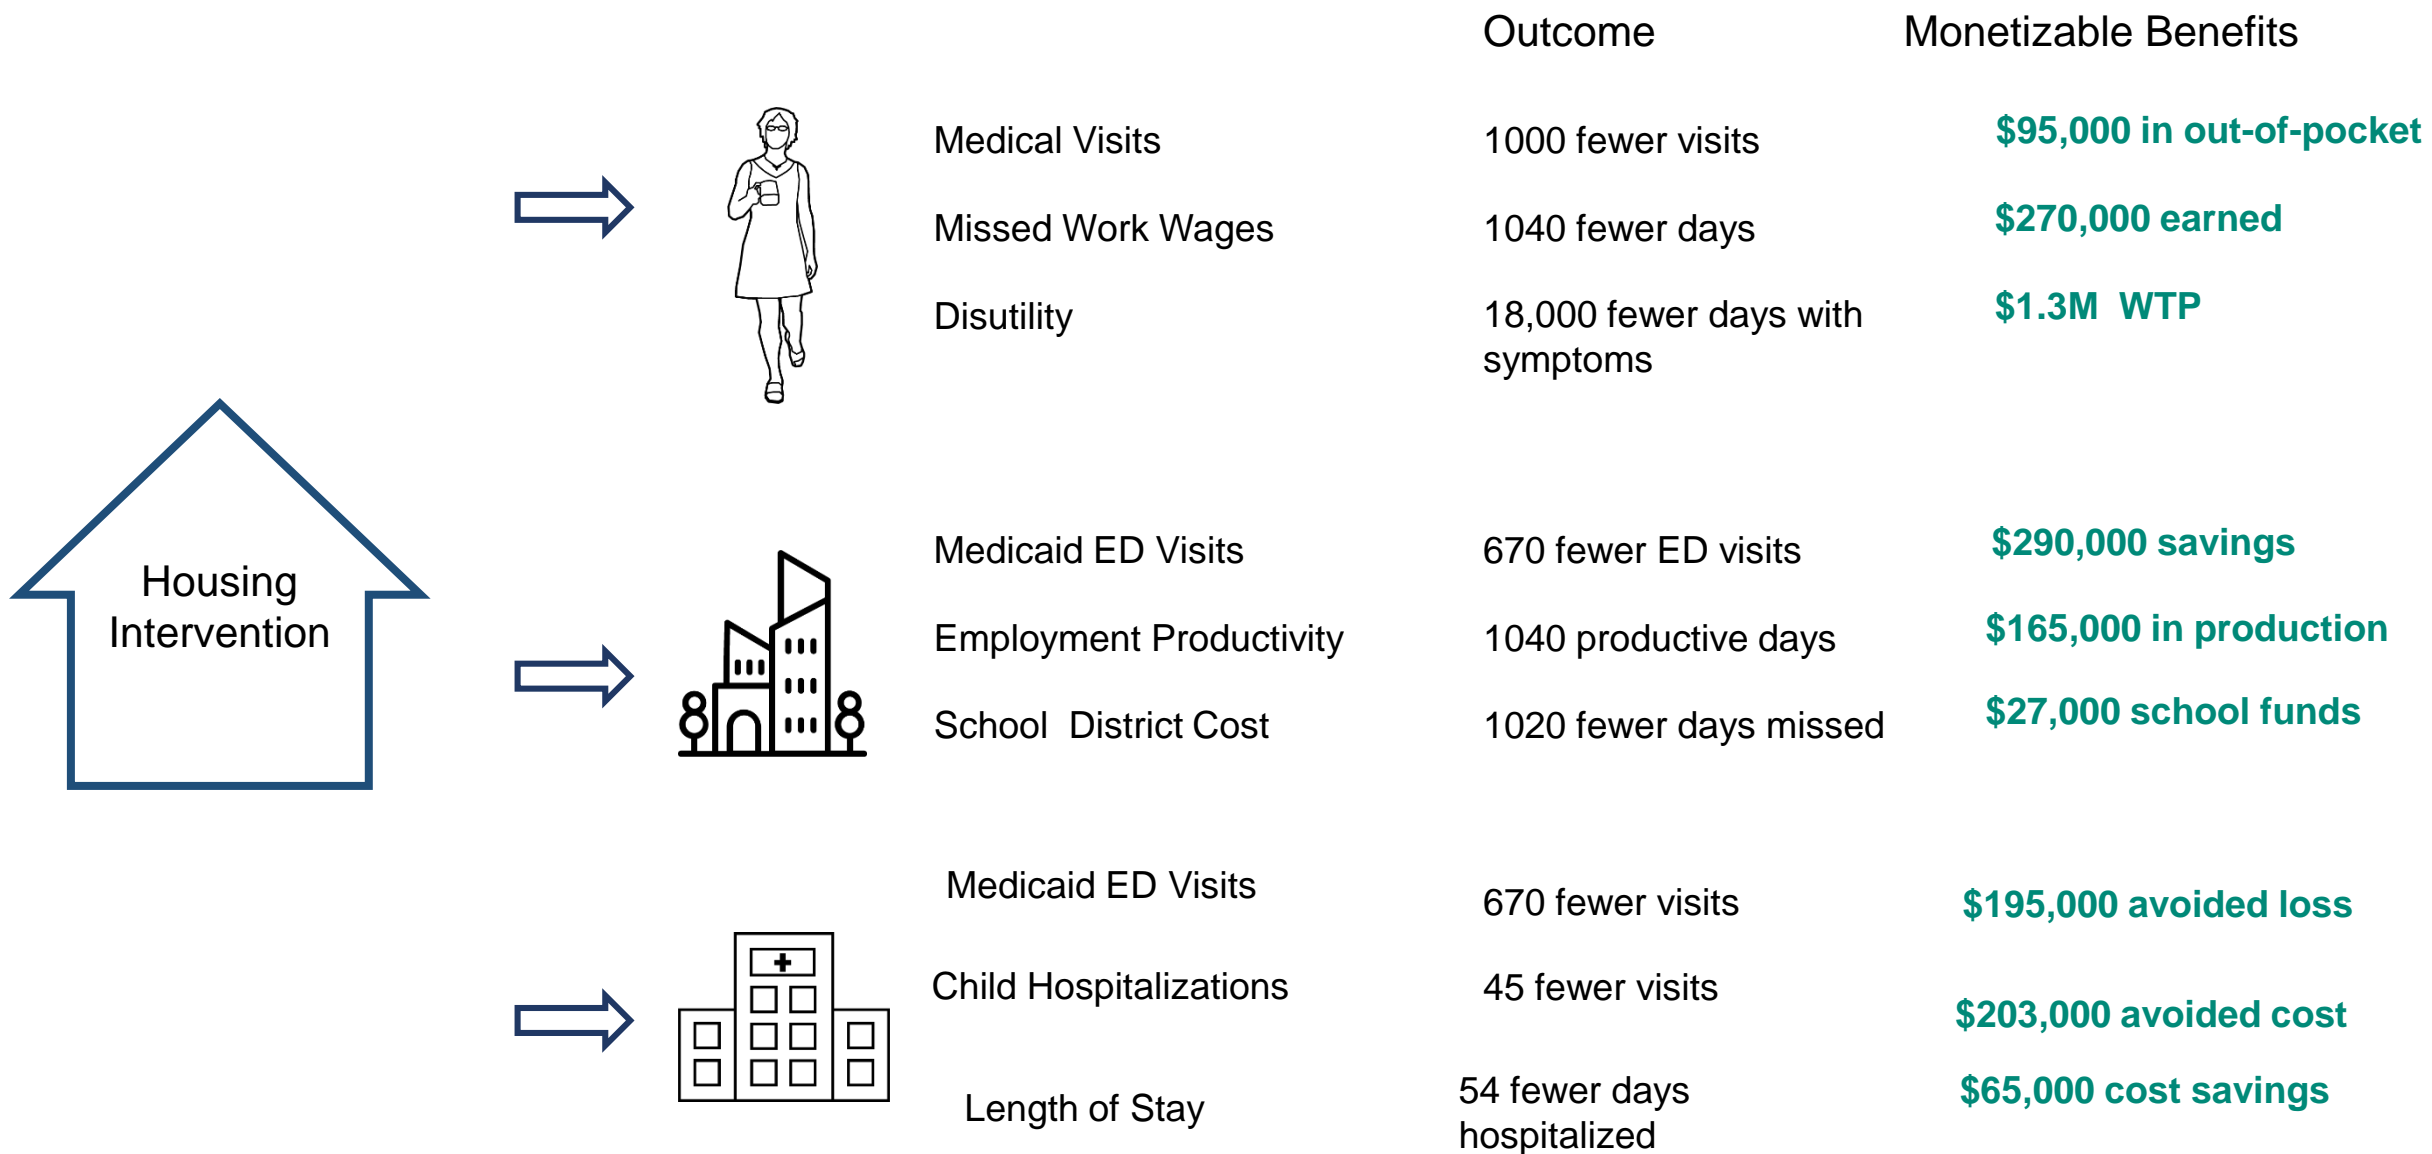 Outcome
Monetizable Benefits
Medical Visits
1000 fewer visits
$95,000 in out-of-pocket
Missed Work Wages
1040 fewer days
$270,000 earned
Disutility
18,000 fewer days with
symptoms
$1.3M  WTP
Housing
Intervention
Medicaid ED Visits
670 fewer ED visits
$290,000 savings
Employment Productivity
1040 productive days
$165,000 in production
School  District Cost
1020 fewer days missed
$27,000 school funds
Medicaid ED Visits
670 fewer visits
$195,000 avoided loss
Child Hospitalizations
45 fewer visits
$203,000 avoided cost
Length of Stay
54 fewer days
hospitalized
$65,000 cost savings